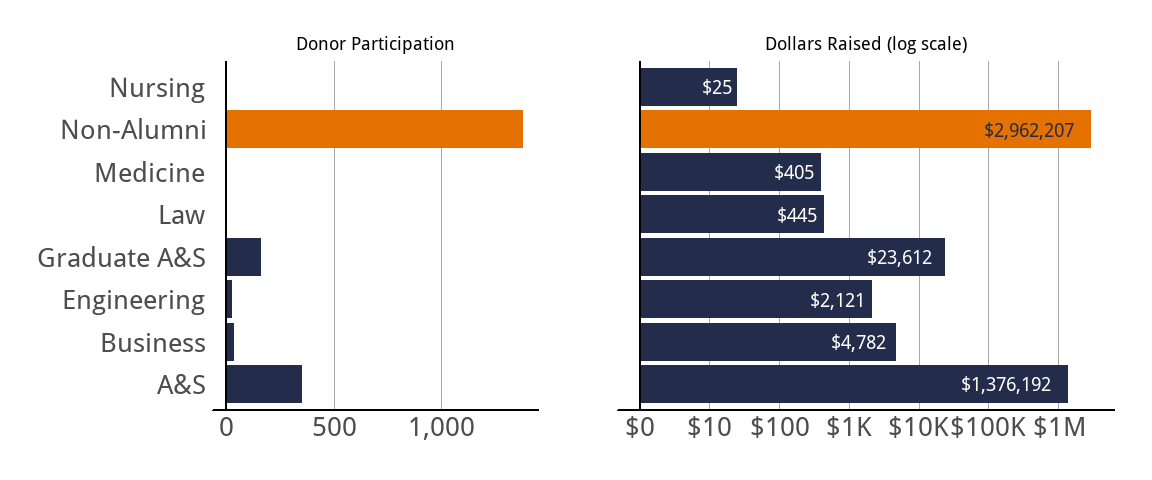 Donor Participation
Dollars Raised (log scale)
Nursing
$25
Non-Alumni
$2,962,207
Medicine
$405
Law
$445
Graduate A&S
$23,612
Engineering
$2,121
Business
$4,782
A&S
$1,376,192
0 500 1,000
$0 $10 $100 $1K $10K $100K $1M